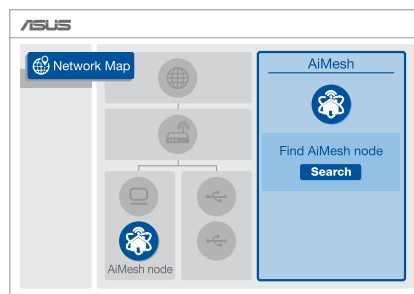 ASUS
Network Map
AiMesh
Find AiMesh node
Search
AiMesh node